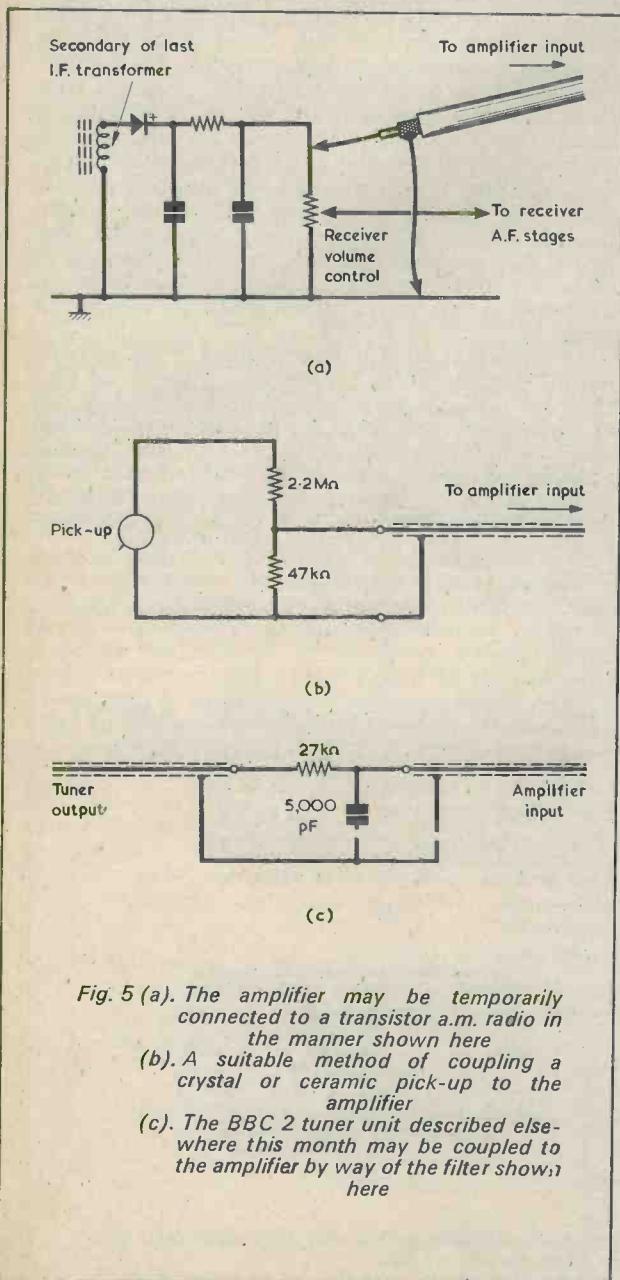 Secondary of last
I.F. transformer
To amplifier input
+
To receiver
A.F. stages
Receiver
volume
control
(a)
2·2MΩ
To amplifier input
Pick-up
47kΩ
(b)
27kΩ
Tuner
output
5,000
pF
Amplifier
input
(c)
Fig. 5 (a). The amplifier may be temporarily
connected to a transistor a.m. radio in
the manner shown here
(b). A suitable method of coupling a
crystal or ceramic pick-up to the
amplifier
(c). The BBC 2 tuner unit described else-
where this month may be coupled to
the amplifier by way of the filter shown
here